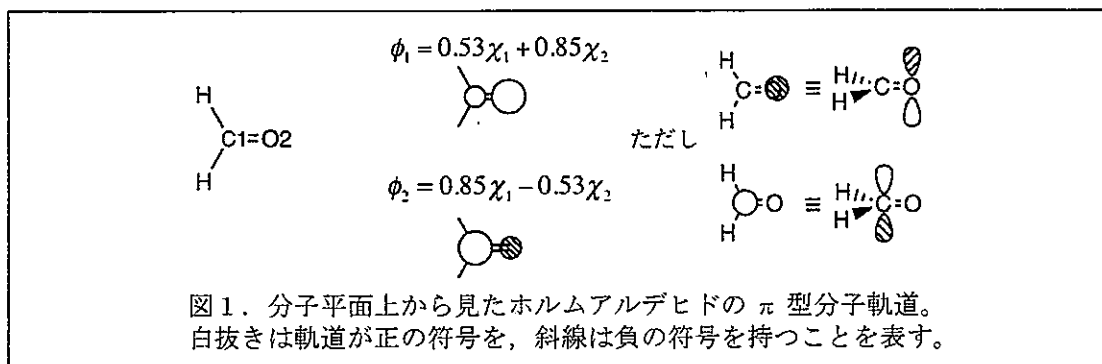 φ₁ = 0.53χ₁ + 0.85χ₂
H
C1=O2
H
φ₂ = 0.85χ₁ − 0.53χ₂
ただし
H
C=
H
≡
H
H
C=O
H
=O
H
≡
H
H
C=O
図1. 分子平面上から見たホルムアルデヒドの π 型分子軌道。
白抜きは軌道が正の符号を, 斜線は負の符号を持つことを表す。